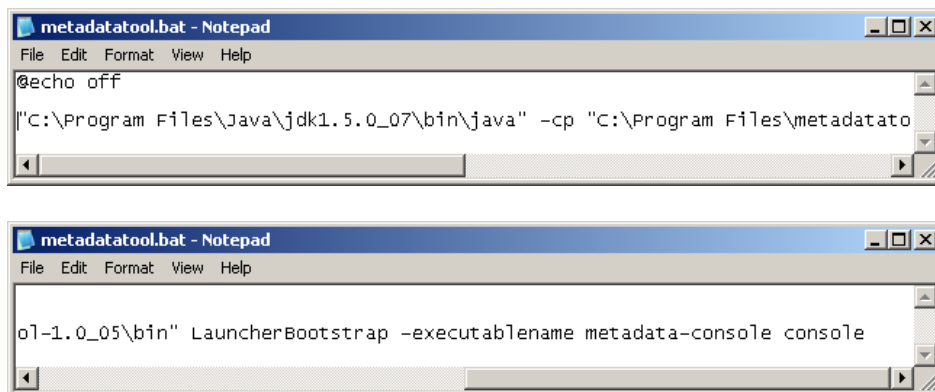 metadatatool.bat - Notepad
File Edit Format View Help
@echo off
"C:\Program Files\Java\jdk1.5.0_07\bin\java" -cp "C:\Program Files\metadatato
metadatatool.bat - Notepad
File Edit Format View Help
ol-1.0_05\bin" LauncherBootstrap -executablename metadata-console console